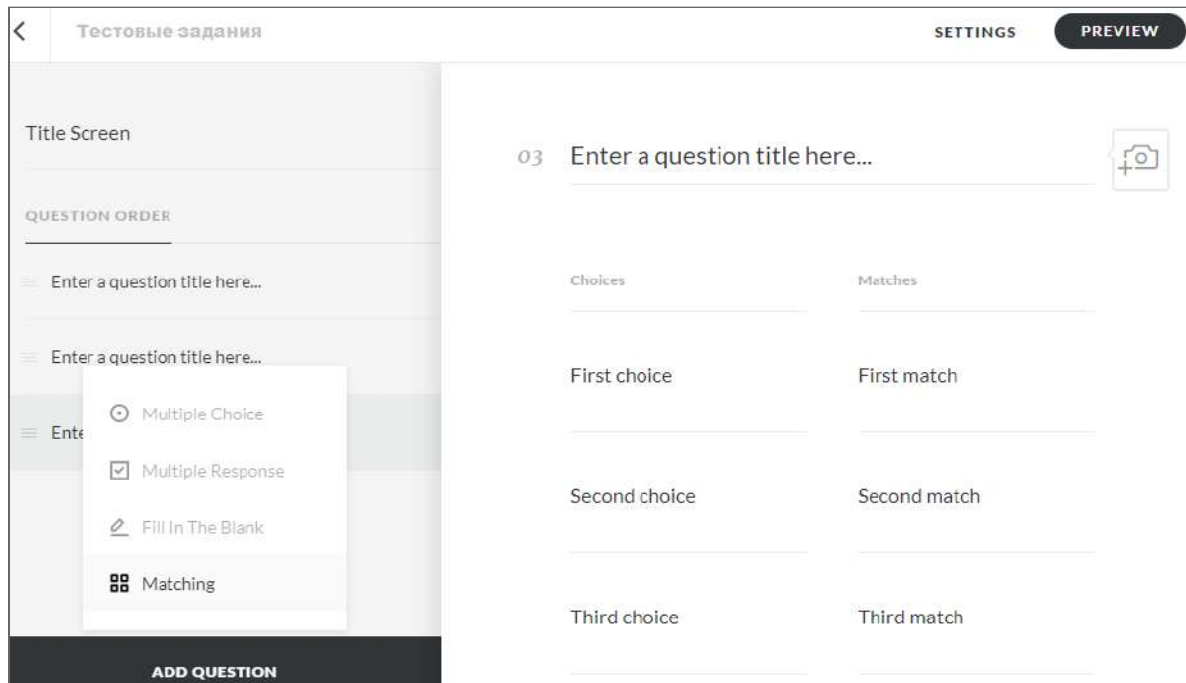 Тестовые задания
SETTINGS
PREVIEW
Title Screen
QUESTION ORDER
Enter a question title here...
Enter a question title here...
Ente
Multiple Choice
Multiple Response
Fill In The Blank
Matching
ADD QUESTION
03 Enter a question title here...
Choices Matches
First choice First match
Second choice Second match
Third choice Third match